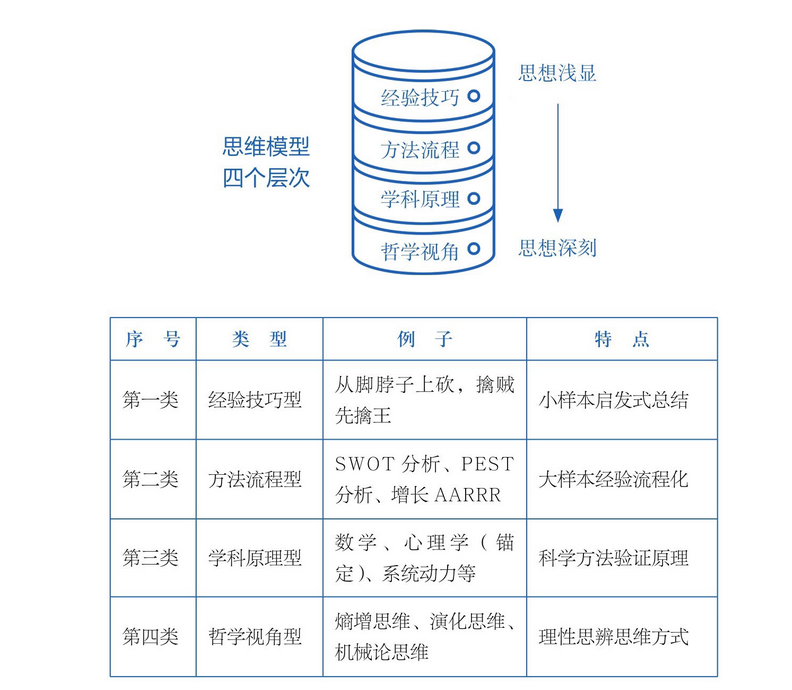 思想浅显
经验技巧
思维模型
四个层次
方法流程
学科原理
哲学视角
思想深刻
序 号 类 型 例 子 特 点
第一类 经验技巧型 从脚脖子上砍，擒贼
先擒王 小样本启发式总结
第二类 方法流程型 SWOT 分析、PEST
分析、增长 AARRR 大样本经验流程化
第三类 学科原理型 数学、心理学（锚
定）、系统动力等 科学方法验证原理
第四类 哲学视角型 熵增思维、演化思维、
机械论思维 理性思辨思维方式